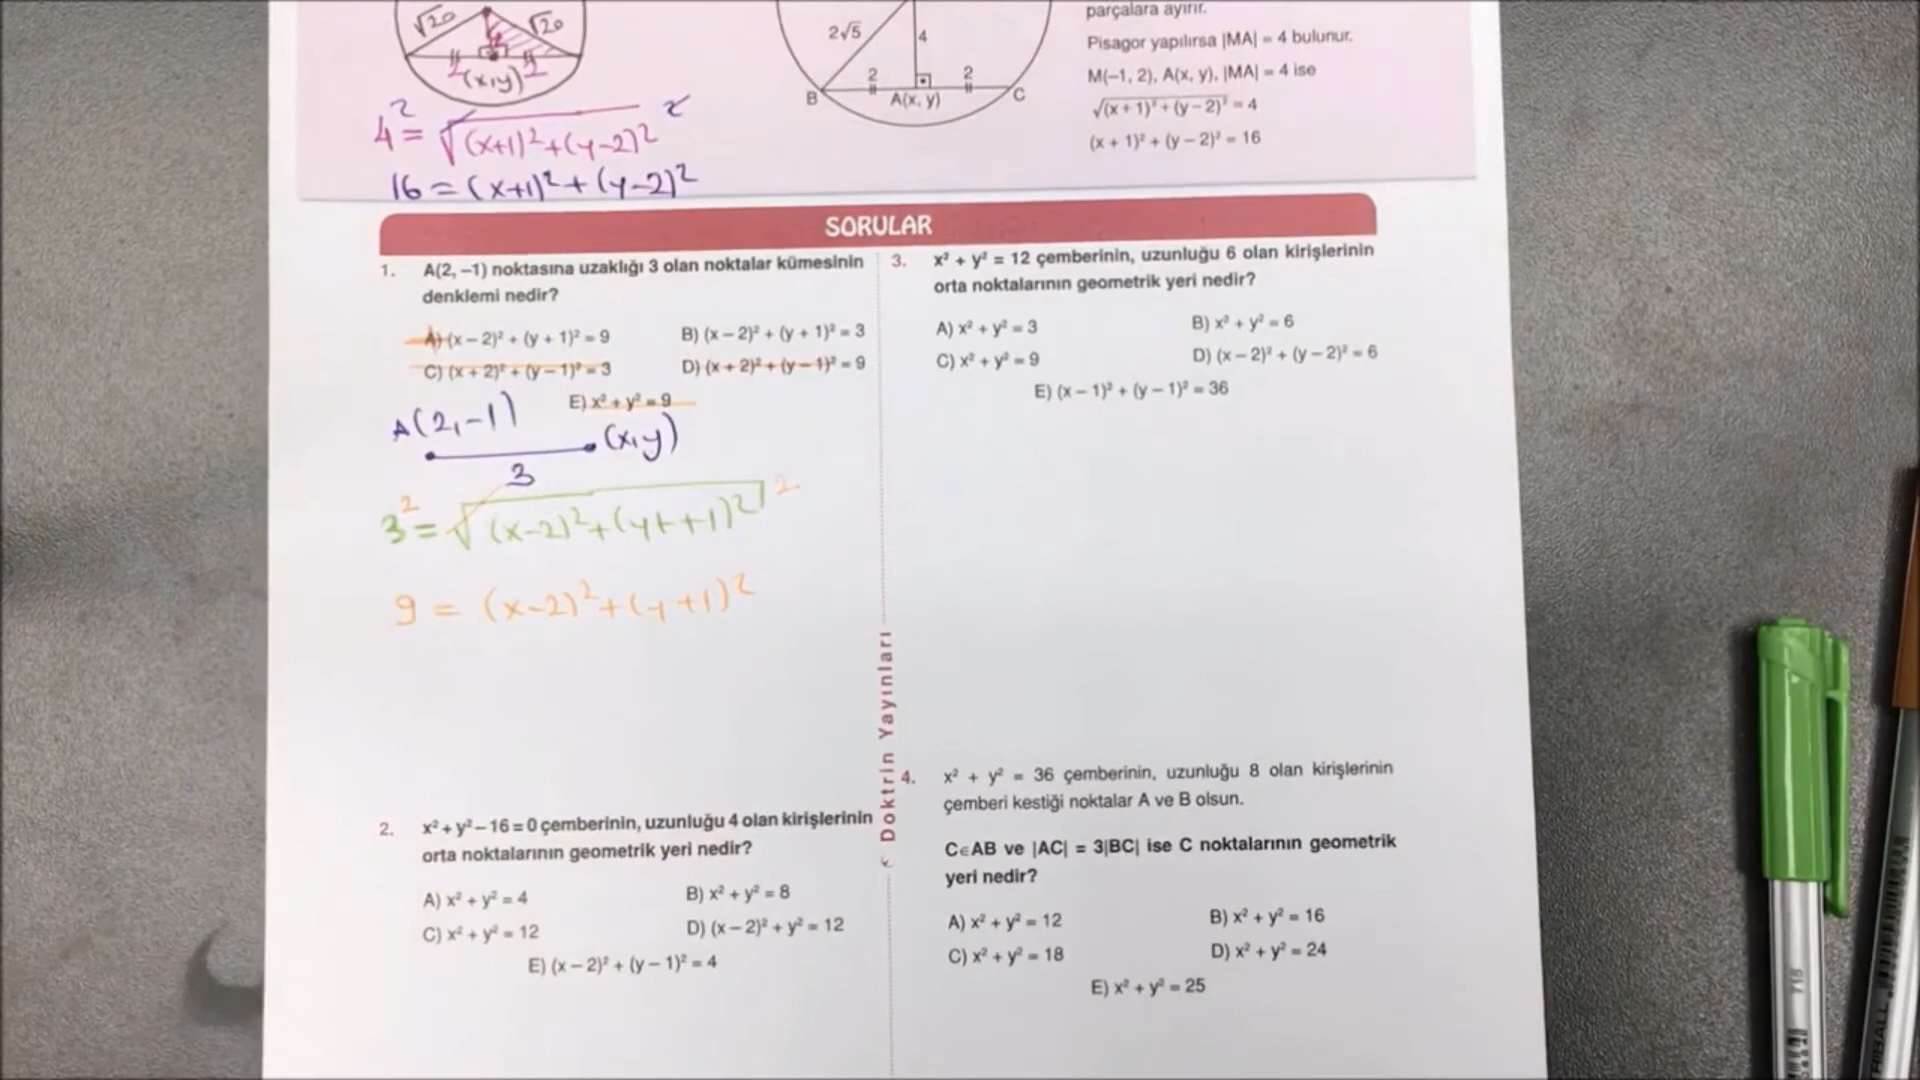 √20
√20
2
2
(x,y)
4² = √(x+1)²+(y-2)² ²
16 = (x+1)²+(y-2)²
2√5
4
2
2
B
A(x, y)
C
parçalara ayırır.
Pisagor yapılırsa |MA| = 4 bulunur.
M(−1, 2), A(x, y), |MA| = 4 ise
√(x + 1)² + (y − 2)² = 4
(x + 1)² + (y − 2)² = 16
SORULAR
1. A(2, −1) noktasına uzaklığı 3 olan noktalar kümesinin
denklemi nedir?
A) (x − 2)² + (y + 1)² = 9
B) (x − 2)² + (y + 1)² = 3
C) (x + 2)² + (y − 1)² = 3
D) (x + 2)² + (y − 1)² = 9
E) x² + y² = 9
A(2,-1)
(x,y)
3
3² = √(x-2)²+(y++1)² ²
9 = (x-2)²+(y+1)²
2. x² + y² − 16 = 0 çemberinin, uzunluğu 4 olan kirişlerinin
orta noktalarının geometrik yeri nedir?
A) x² + y² = 4
B) x² + y² = 8
C) x² + y² = 12
D) (x − 2)² + y² = 12
E) (x − 2)² + (y − 1)² = 4
Doktrin Yayınları
3. x² + y² = 12 çemberinin, uzunluğu 6 olan kirişlerinin
orta noktalarının geometrik yeri nedir?
A) x² + y² = 3
B) x² + y² = 6
C) x² + y² = 9
D) (x − 2)² + (y − 2)² = 6
E) (x − 1)² + (y − 1)² = 36
4. x² + y² = 36 çemberinin, uzunluğu 8 olan kirişlerinin
çemberi kestiği noktalar A ve B olsun.
C∈AB ve |AC| = 3|BC| ise C noktalarının geometrik
yeri nedir?
A) x² + y² = 12
B) x² + y² = 16
C) x² + y² = 18
D) x² + y² = 24
E) x² + y² = 25